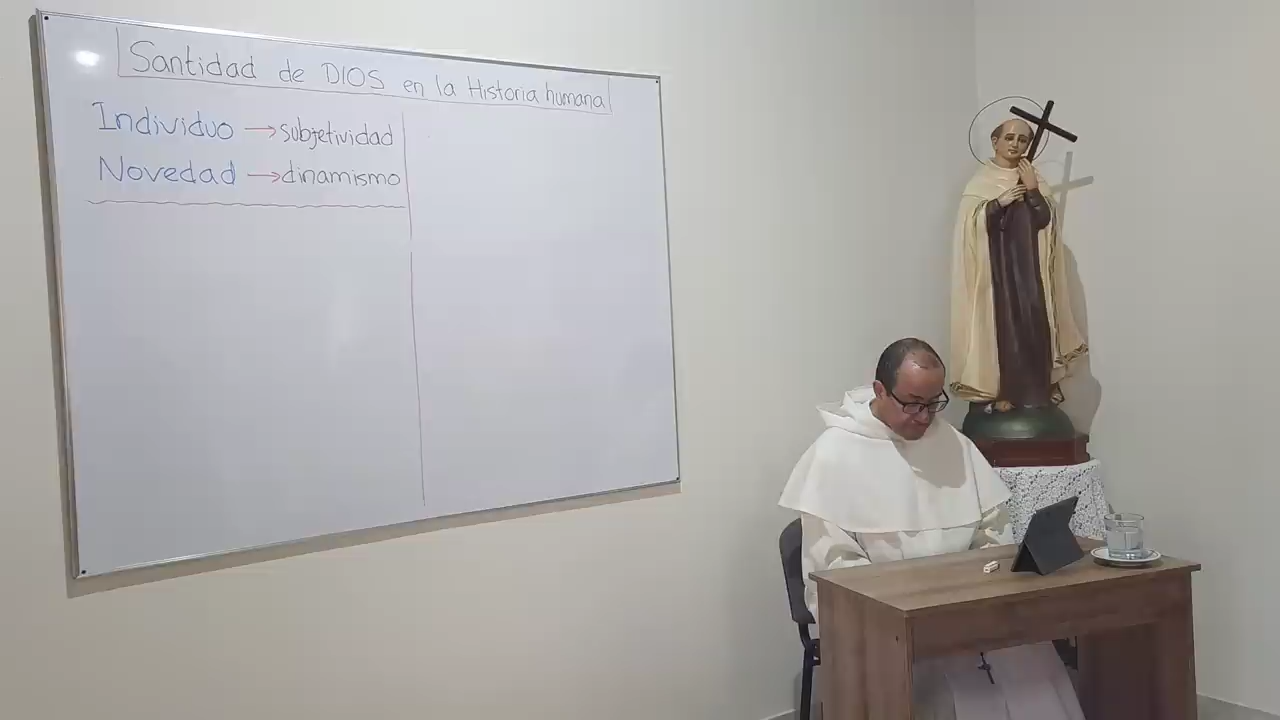 Santidad de DIOS en la Historia humana
Individuo → subjetividad
Novedad → dinamismo